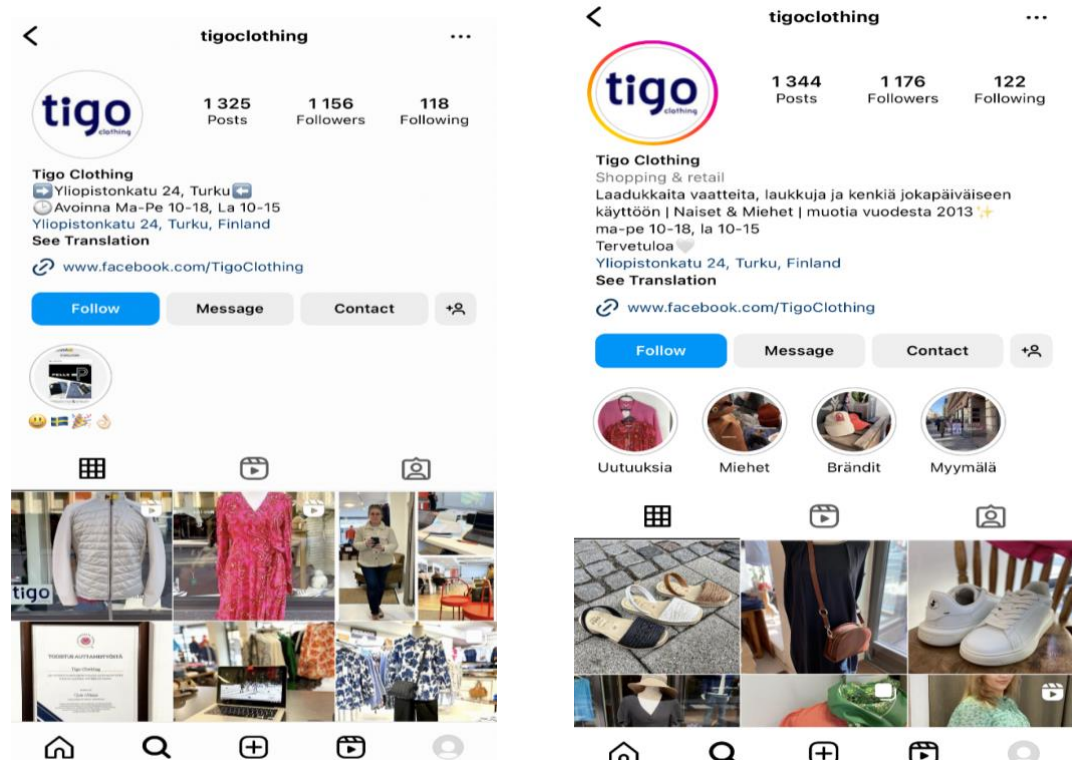 tigoclothing
tigo
clothing
1 325
Posts
1 156
Followers
118
Following
Tigo Clothing
➡️Yliopistonkatu 24, Turku⬅️
🕒Avoinna Ma-Pe 10-18, La 10-15
Yliopistonkatu 24, Turku, Finland
See Translation
www.facebook.com/TigoClothing
Follow
Message
Contact
😃🇸🇪🎉👌🏻
tigo
Tigo Clothing
tigoclothing
tigo
clothing
1 344
Posts
1 176
Followers
122
Following
Tigo Clothing
Shopping & retail
Laadukkaita vaatteita, laukkuja ja kenkiä jokapäiväiseen
käyttöön | Naiset & Miehet | muotia vuodesta 2013✨
ma-pe 10-18, la 10-15
Tervetuloa🤍
Yliopistonkatu 24, Turku, Finland
See Translation
www.facebook.com/TigoClothing
Follow
Message
Contact
Uutuuksia
Miehet
Brändit
Myymälä